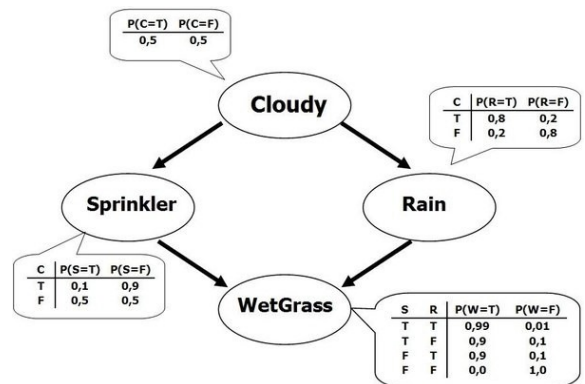 P(C=T) P(C=F)
0,5 0,5
Cloudy
C P(R=T) P(R=F)
T 0,8 0,2
F 0,2 0,8
Sprinkler
Rain
C P(S=T) P(S=F)
T 0,1 0,9
F 0,5 0,5
WetGrass
S R P(W=T) P(W=F)
T T 0,99 0,01
T F 0,9 0,1
F T 0,9 0,1
F F 0,0 1,0